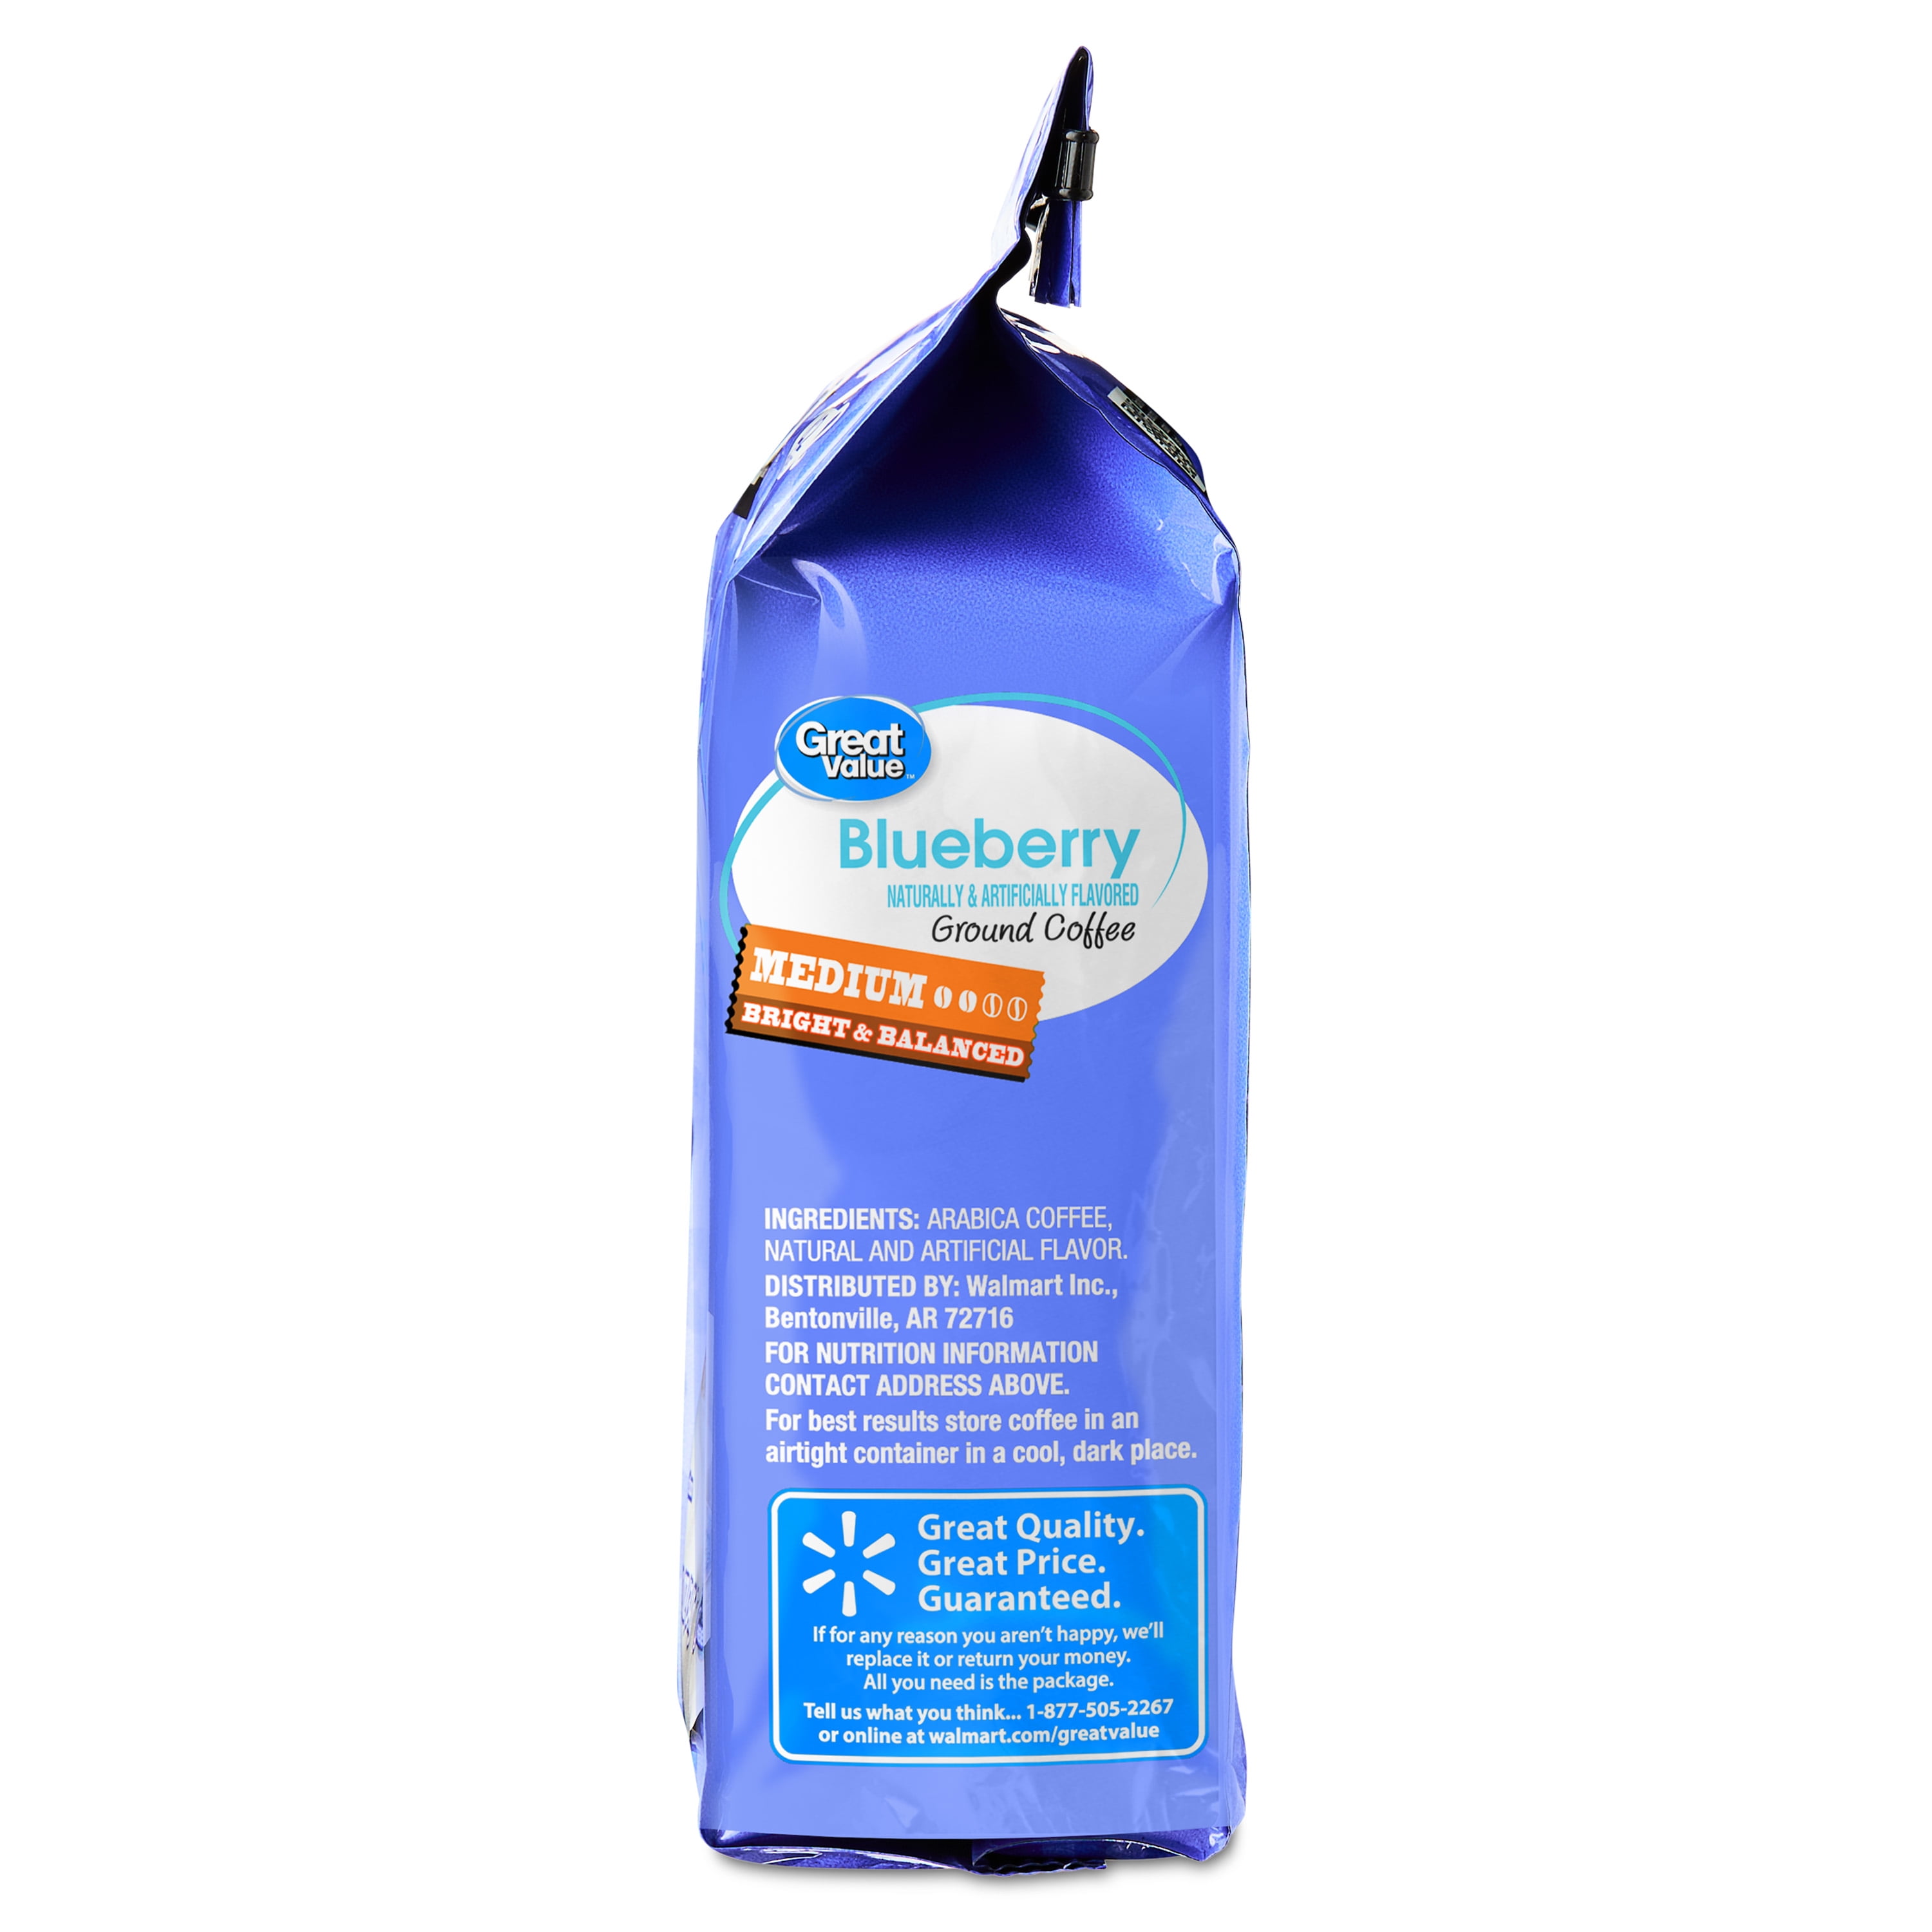 Great
Value™
Blueberry
NATURALLY & ARTIFICIALLY FLAVORED
Ground Coffee
MEDIUM
BRIGHT & BALANCED
INGREDIENTS: ARABICA COFFEE,
NATURAL AND ARTIFICIAL FLAVOR.
DISTRIBUTED BY: Walmart Inc.,
Bentonville, AR 72716
FOR NUTRITION INFORMATION
CONTACT ADDRESS ABOVE.
For best results store coffee in an
airtight container in a cool, dark place.
Great Quality.
Great Price.
Guaranteed.
If for any reason you aren't happy, we'll
replace it or return your money.
All you need is the package.
Tell us what you think... 1-877-505-2267
or online at walmart.com/greatvalue